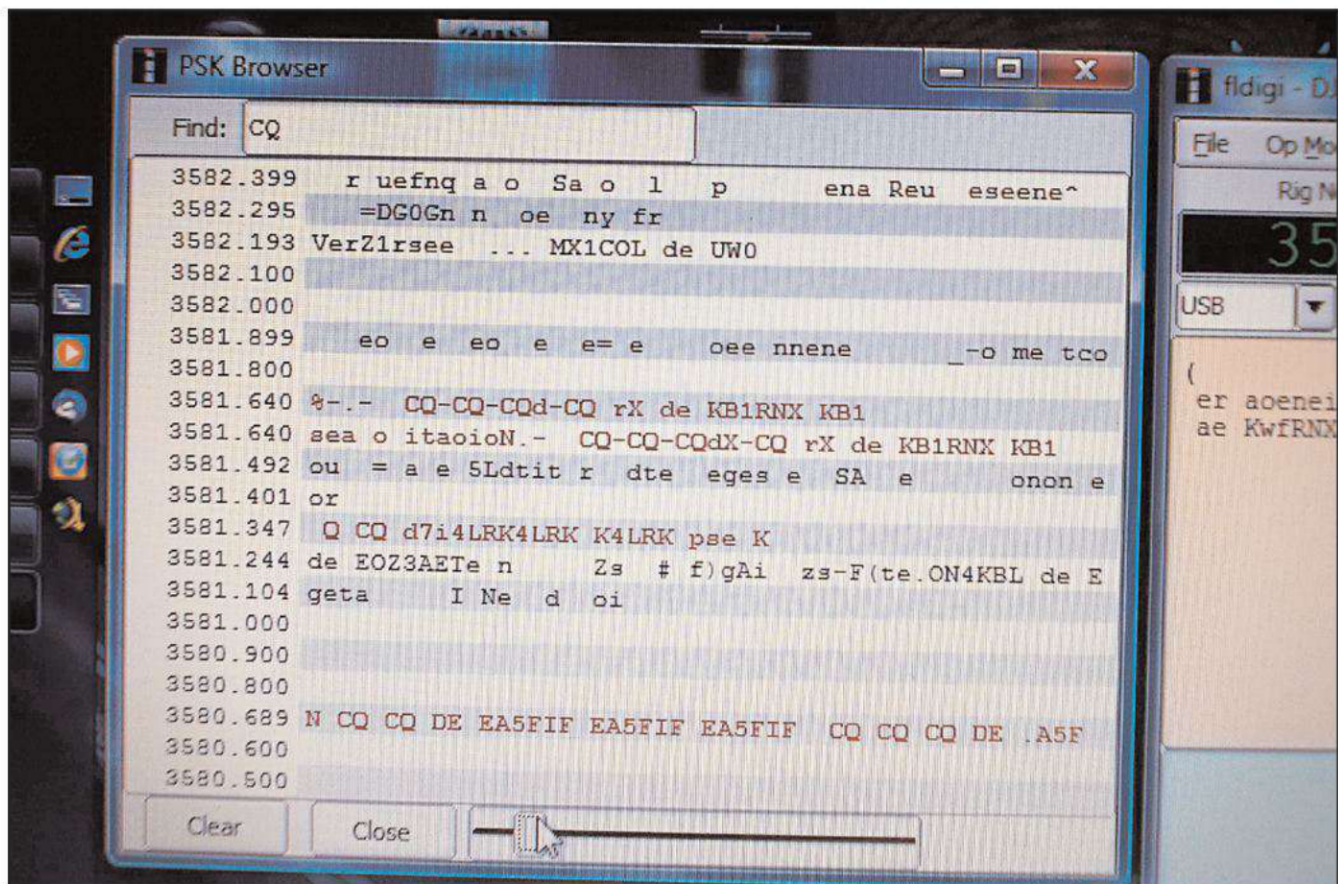 PSK Browser
Find: CQ
3582.399 r uefnq a o Sa o l p ena Reu eseene^
3582.295 =DG0Gn n oe ny fr
3582.193 VerZ1rsee ... MX1COL de UW0
3582.100
3582.000
3581.899 eo e eo e e= e oee nnene _-o me tco
3581.800
3581.640 %-.- CQ-CQ-CQd-CQ rX de KB1RNX KB1
3581.640 sea o itaoioN.- CQ-CQ-CQdX-CQ rX de KB1RNX KB1
3581.492 ou = a e 5Ldtit r dte eges e SA e onon e
3581.401 or
3581.347 Q CQ d7i4LRK4LRK K4LRK pse K
3581.244 de EOZ3AETe n Zs # f)gAi zs-F(te.ON4KBL de E
3581.104 geta I Ne d oi
3581.000
3580.900
3580.800
3580.689 N CQ CQ DE EA5FIF EA5FIF EA5FIF CQ CQ CQ DE .A5F
3580.600
3580.500
Clear Close
fldigi - D
File Op Mo
Rig N
35
USB
(
er aoenei
ae KwfRNX